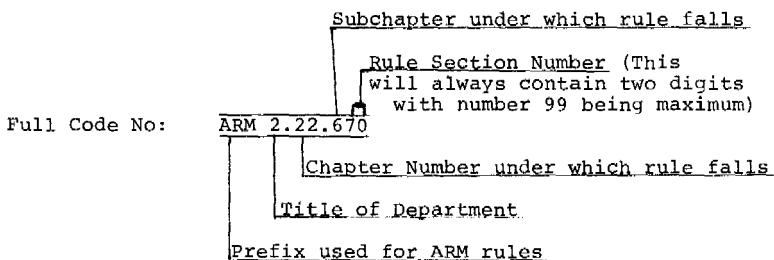 Subchapter under which rule falls
Rule Section Number (This
will always contain two digits
with number 99 being maximum)
Full Code No: ARM 2.22.670
Chapter Number under which rule falls
Title of Department
Prefix used for ARM rules